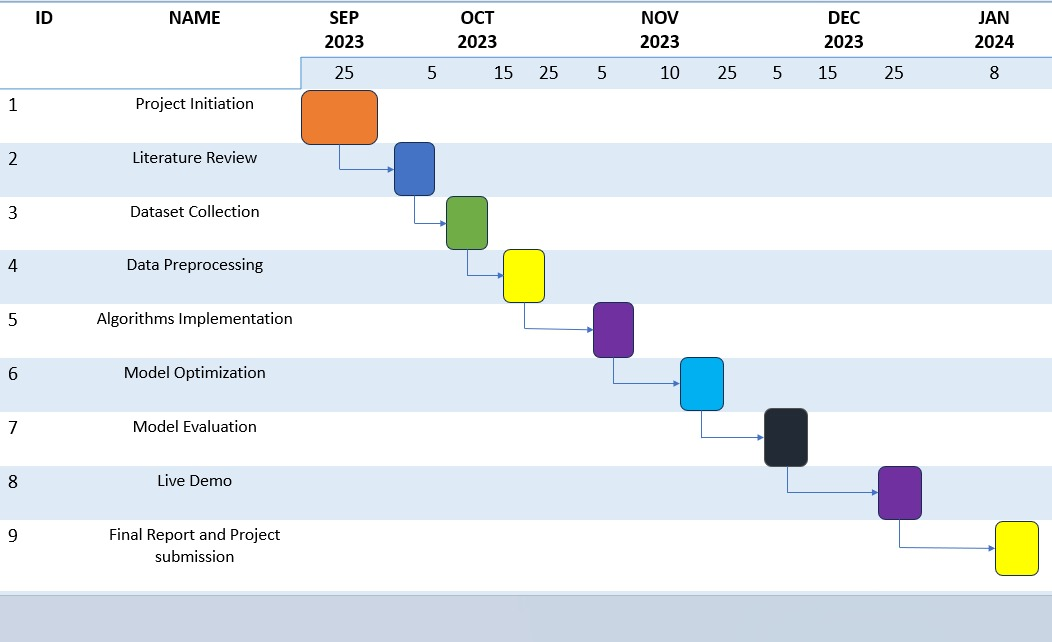 ID NAME SEP OCT NOV DEC JAN
2023 2023 2023 2023 2024
25 5 15 25 5 10 25 5 15 25 8
1 Project Initiation
2 Literature Review
3 Dataset Collection
4 Data Preprocessing
5 Algorithms Implementation
6 Model Optimization
7 Model Evaluation
8 Live Demo
9 Final Report and Project
submission